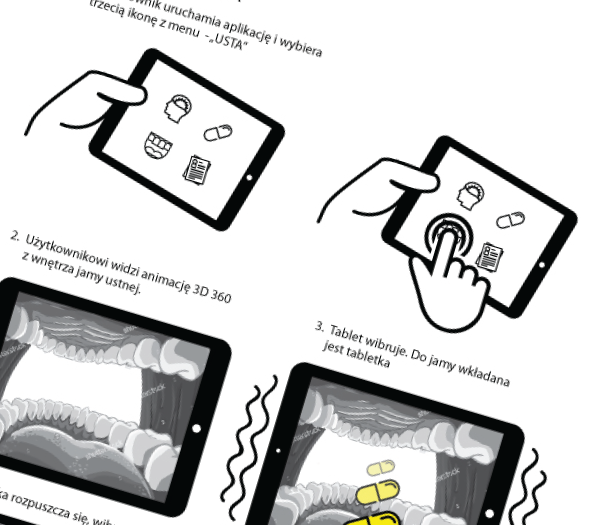 uruchamia aplikację i wybiera
trzecią ikonę z menu -„USTA”
2. Użytkownikowi widzi animację 3D 360
z wnętrza jamy ustnej.
3. Tablet wibruje. Do jamy wkładana
jest tabletka
rozpuszcza się,